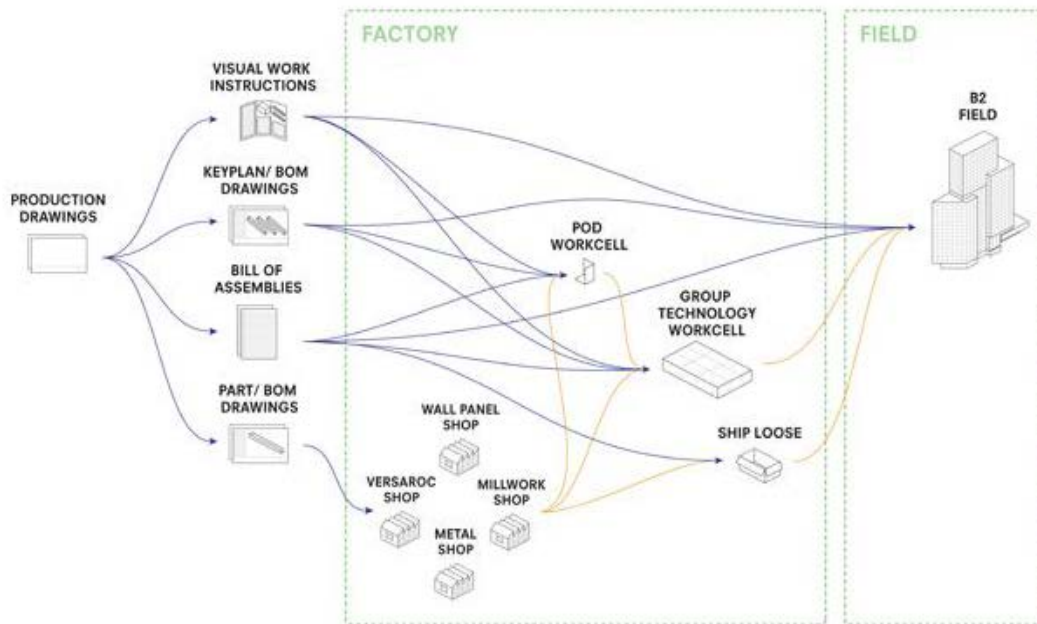 FACTORY
FIELD
VISUAL WORK
INSTRUCTIONS
B2
FIELD
KEYPLAN/ BOM
DRAWINGS
PRODUCTION
DRAWINGS
POD
WORKCELL
BILL OF
ASSEMBLIES
GROUP
TECHNOLOGY
WORKCELL
PART/ BOM
DRAWINGS
WALL PANEL
SHOP
SHIP LOOSE
VERSAROC
SHOP
MILLWORK
SHOP
METAL
SHOP